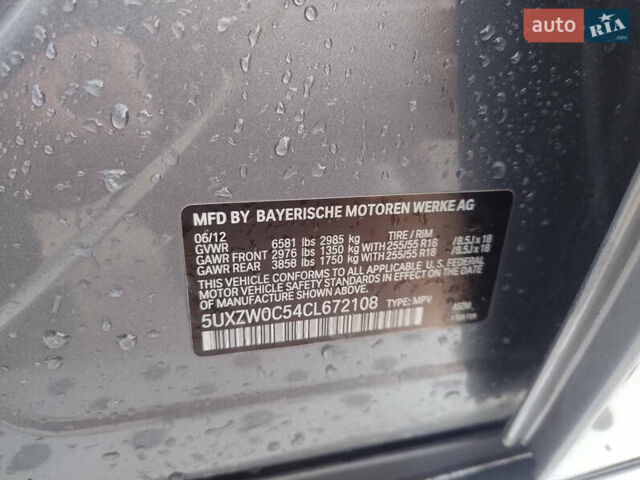 auto RIA.com
MFD BY BAYERISCHE MOTOREN WERKE AG
06/12
GVWR 6581 lbs 2985 kg TIRE / RIM
GAWR FRONT 2976 lbs 1350 kg WITH 255/55 R18 /8.5J x 18
GAWR REAR 3858 lbs 1750 kg WITH 255/55 R18 /8.5J x 18
THIS VEHICLE CONFORMS TO ALL APPLICABLE U.S. FEDERAL
MOTOR VEHICLE SAFETY STANDARDS IN EFFECT ON THE
DATE OF MANUFACTURE SHOWN ABOVE.
5UXZW0C54CL672108 TYPE: MPV